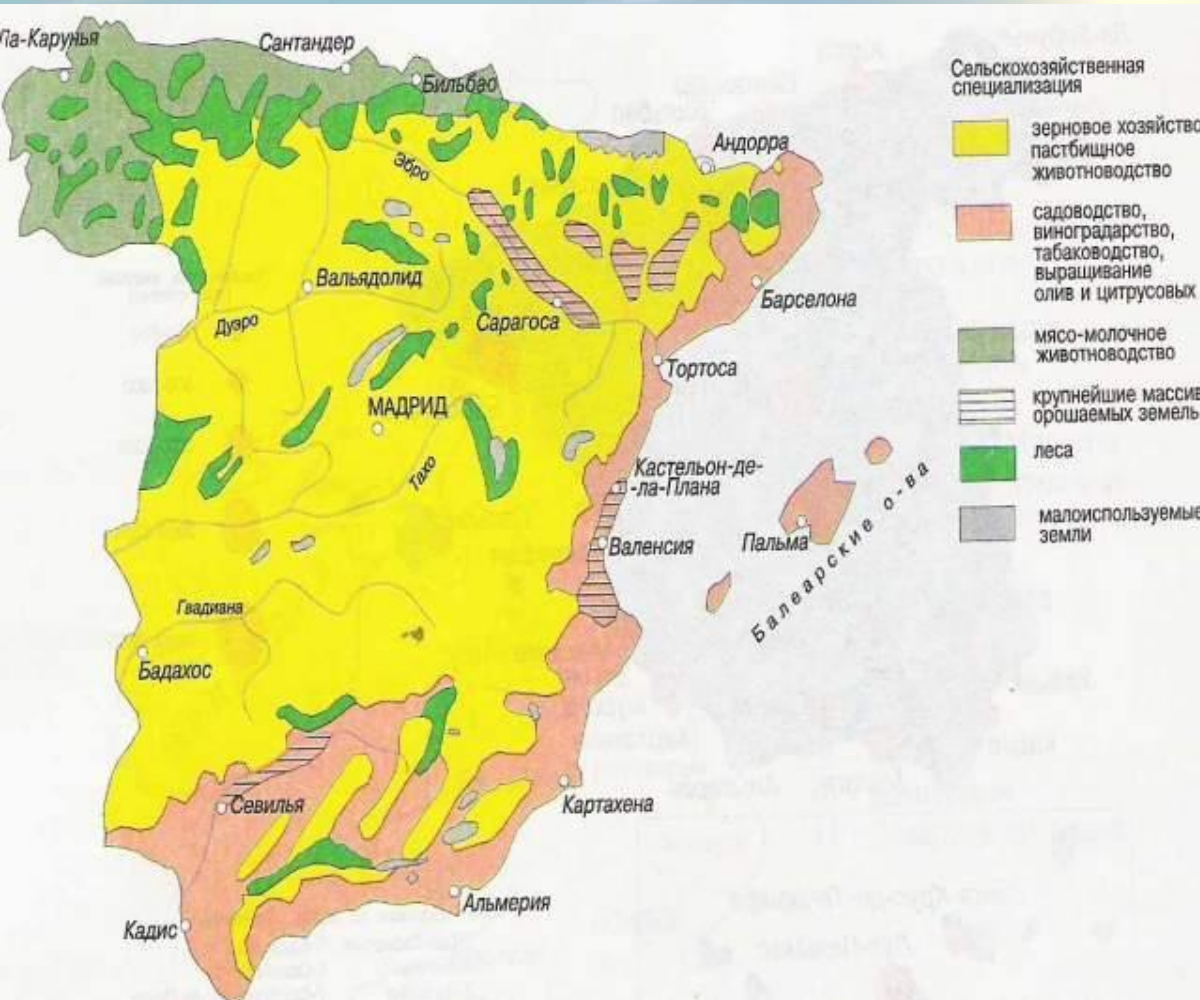 Ла-Карунья
Сантандер
Бильбао
Андорра
Эбро
Вальядолид
Дуэро
Сарагоса
Барселона
Тортоса
МАДРИД
Тахо
Кастельон-де-
-ла-Плана
Валенсия
Пальма
Балеарские о-ва
Гвадиана
Бадахос
Севилья
Картахена
Альмерия
Кадис
Сельскохозяйственная
специализация
зерновое хозяйство
пастбищное
животноводство
садоводство,
виноградарство,
табаководство,
выращивание
олив и цитрусовых
мясо-молочное
животноводство
крупнейшие массив
орошаемых земель
леса
малоиспользуемые
земли